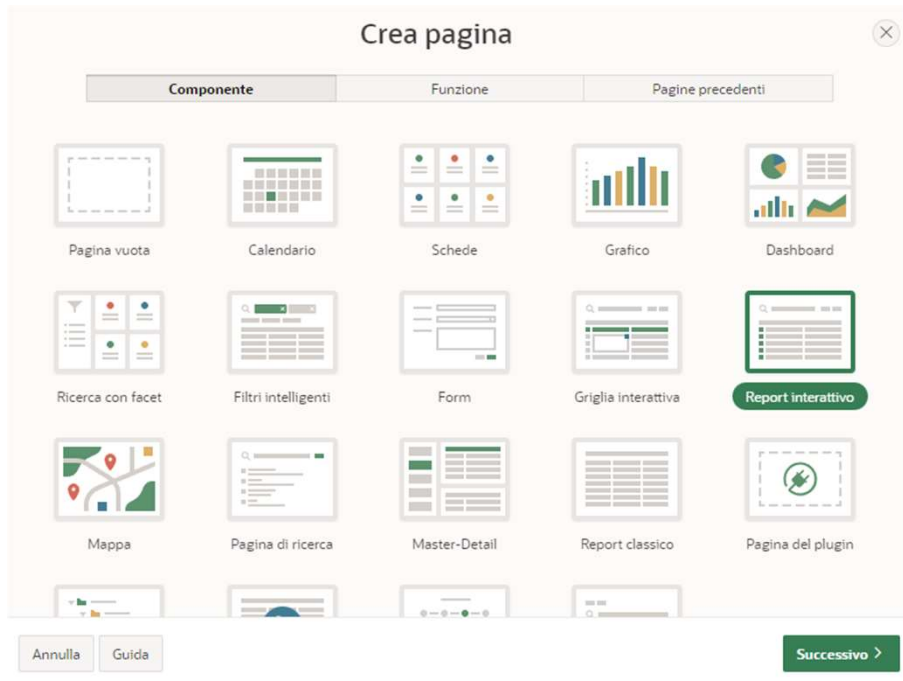 Crea pagina
Componente
Funzione
Pagine precedenti
Pagina vuota
Calendario
Schede
Grafico
Dashboard
Ricerca con facet
Filtri intelligenti
Form
Griglia interattiva
Report interattivo
Mappa
Pagina di ricerca
Master-Detail
Report classico
Pagina del plugin
Annulla
Guida
Successivo